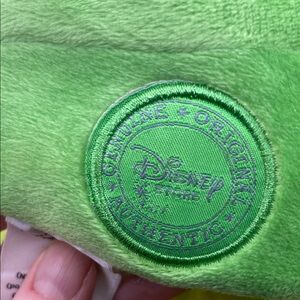 GENUINE ★ ORIGINAL ★ AUTHENTIC ★
Disney
STORE